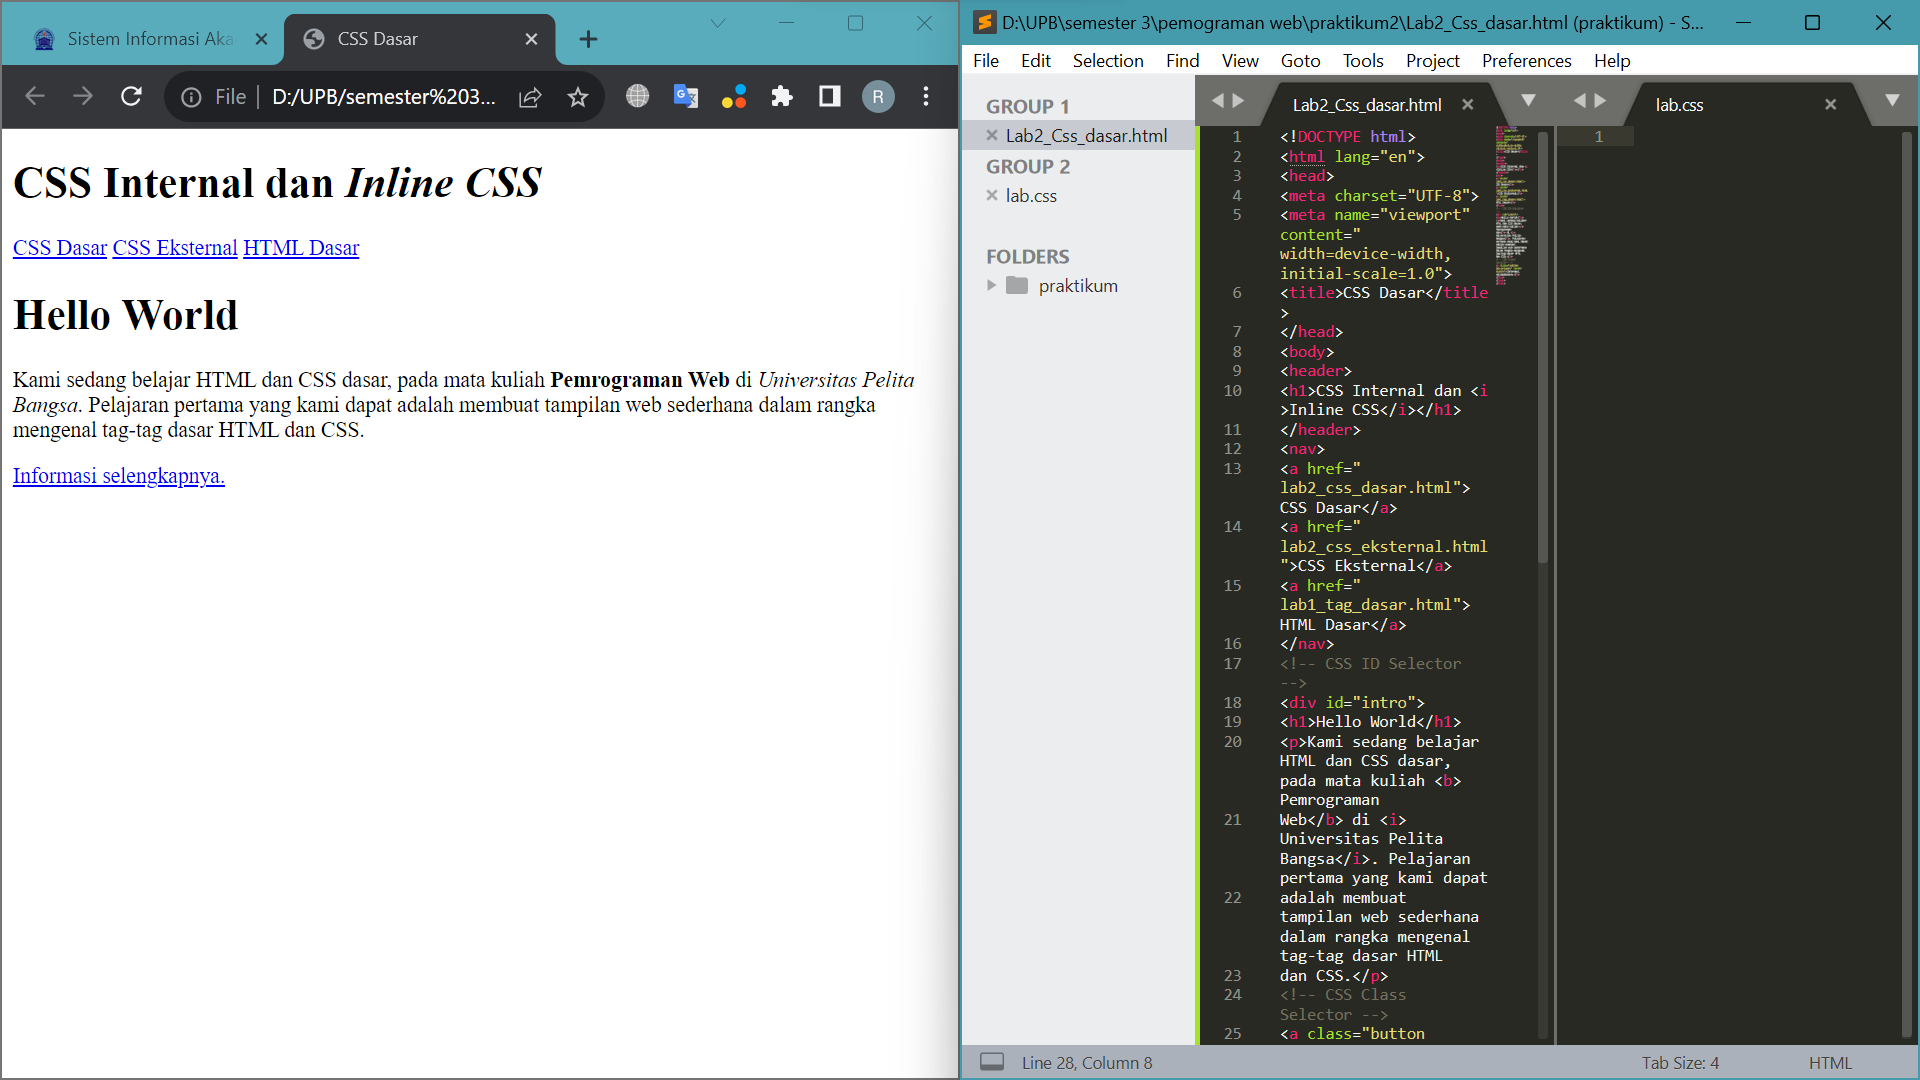 Sistem Informasi Aka
CSS Dasar
File
D:/UPB/semester%203...
R
CSS Internal dan Inline CSS
CSS Dasar CSS Eksternal HTML Dasar
Hello World
Kami sedang belajar HTML dan CSS dasar, pada mata kuliah Pemrograman Web di Universitas Pelita
Bangsa. Pelajaran pertama yang kami dapat adalah membuat tampilan web sederhana dalam rangka
mengenal tag-tag dasar HTML dan CSS.
Informasi selengkapnya.
D:\UPB\semester 3\pemograman web\praktikum2\Lab2_Css_dasar.html (praktikum) - S...
File Edit Selection Find View Goto Tools Project Preferences Help
GROUP 1
Lab2_Css_dasar.html
GROUP 2
lab.css
FOLDERS
praktikum
Lab2_Css_dasar.html
1 <!DOCTYPE html>
2 <html lang="en">
3 <head>
4 <meta charset="UTF-8">
5 <meta name="viewport"
content="
width=device-width,
initial-scale=1.0">
6 <title>CSS Dasar</title
>
7 </head>
8 <body>
9 <header>
10 <h1>CSS Internal dan <i
>Inline CSS</i></h1>
11 </header>
12 <nav>
13 <a href="
lab2_css_dasar.html">
CSS Dasar</a>
14 <a href="
lab2_css_eksternal.html
">CSS Eksternal</a>
15 <a href="
lab1_tag_dasar.html">
HTML Dasar</a>
16 </nav>
17 <!-- CSS ID Selector
-->
18 <div id="intro">
19 <h1>Hello World</h1>
20 <p>Kami sedang belajar
HTML dan CSS dasar,
pada mata kuliah <b>
Pemrograman
21 Web</b> di <i>
Universitas Pelita
Bangsa</i>. Pelajaran
pertama yang kami dapat
22 adalah membuat
tampilan web sederhana
dalam rangka mengenal
tag-tag dasar HTML
23 dan CSS.</p>
24 <!-- CSS Class
Selector -->
25 <a class="button
lab.css
1
Line 28, Column 8
Tab Size: 4
HTML